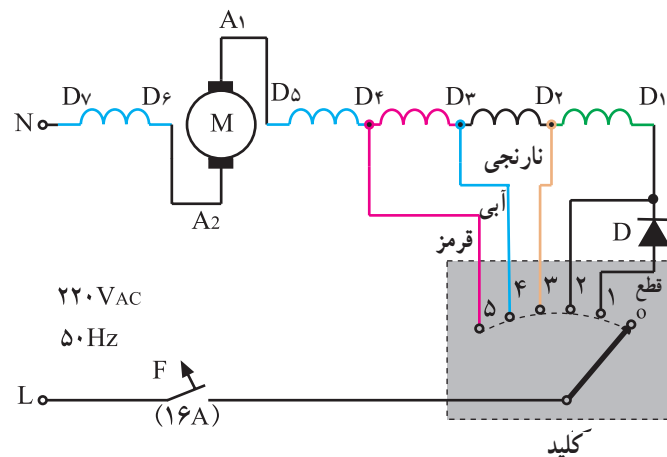 A۱
D۷ D۶ D۵ D۴ D۳ D۲ D۱
N M
نارنجی
A۲
آبی
D
قرمز
قطع
۵ ۴ ۳ ۲ ۱ o
۲۲۰VAC
۵۰Hz
F
L
(۱۶A)
کلید